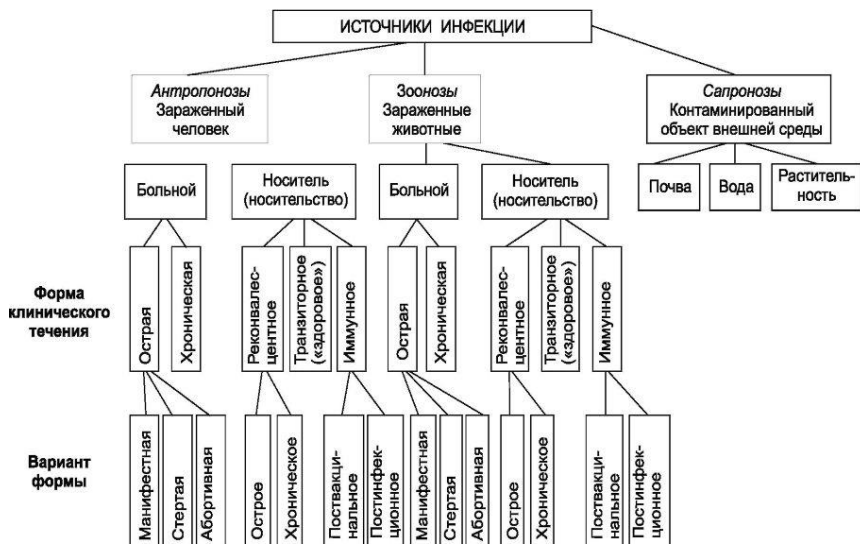 ИСТОЧНИКИ ИНФЕКЦИИ
Антропонозы
Зараженный
человек
Зоонозы
Зараженные
животные
Сапронозы
Контаминированный
объект внешней среды
Больной
Носитель
(носительство)
Больной
Носитель
(носительство)
Почва
Вода
Раститель-
ность
Форма
клинического
течения
Острая
Хроническая
Реконвалес-
центное
Транзиторное
(«здоровое»)
Иммунное
Острая
Хроническая
Реконвалес-
центное
Транзиторное
(«здоровое»)
Иммунное
Вариант
формы
Манифестная
Стертая
Абортивная
Острое
Хроническое
Поствакци-
нальное
Постинфек-
ционное
Манифестная
Стертая
Абортивная
Острое
Хроническое
Поствакци-
нальное
Постинфек-
ционное